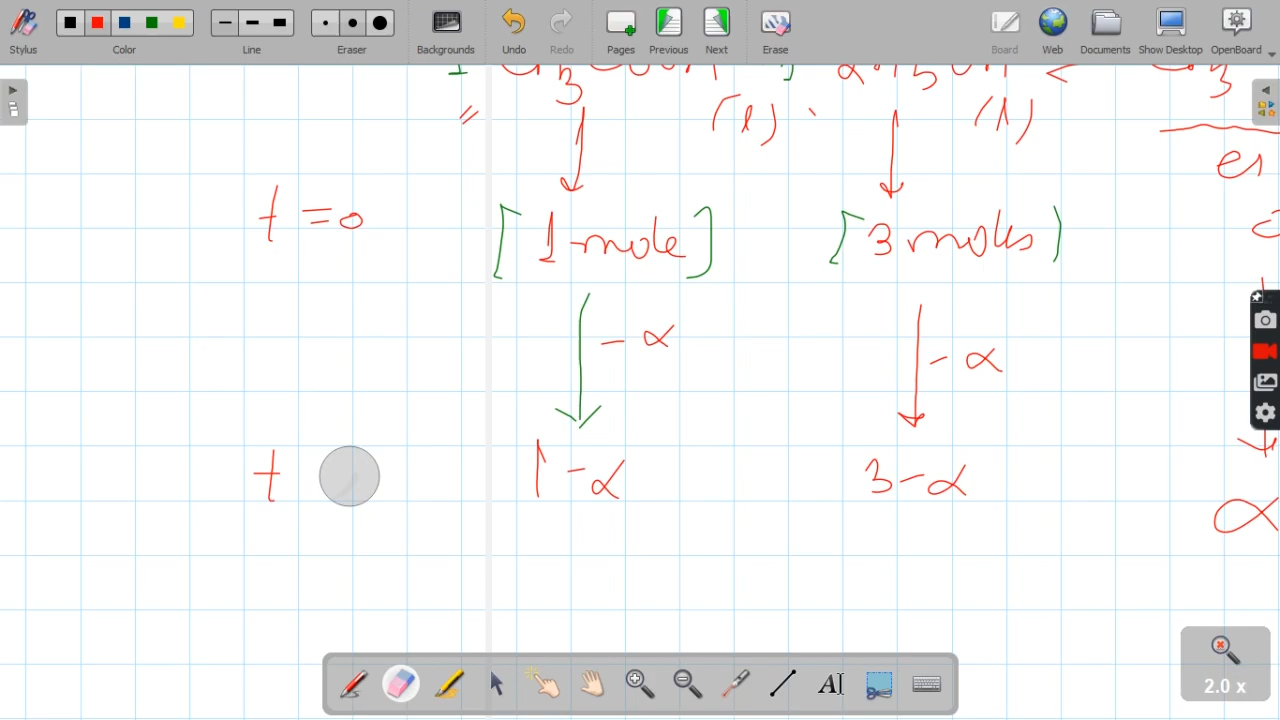 Stylus Color Line Eraser Backgrounds Undo Redo Pages Previous Next Erase Board Web Documents Show Desktop OpenBoard
(l) (l)
t = 0 [1 mole] [3 moles)
- α - α
t 1 - α 3 - α
α
2.0 x